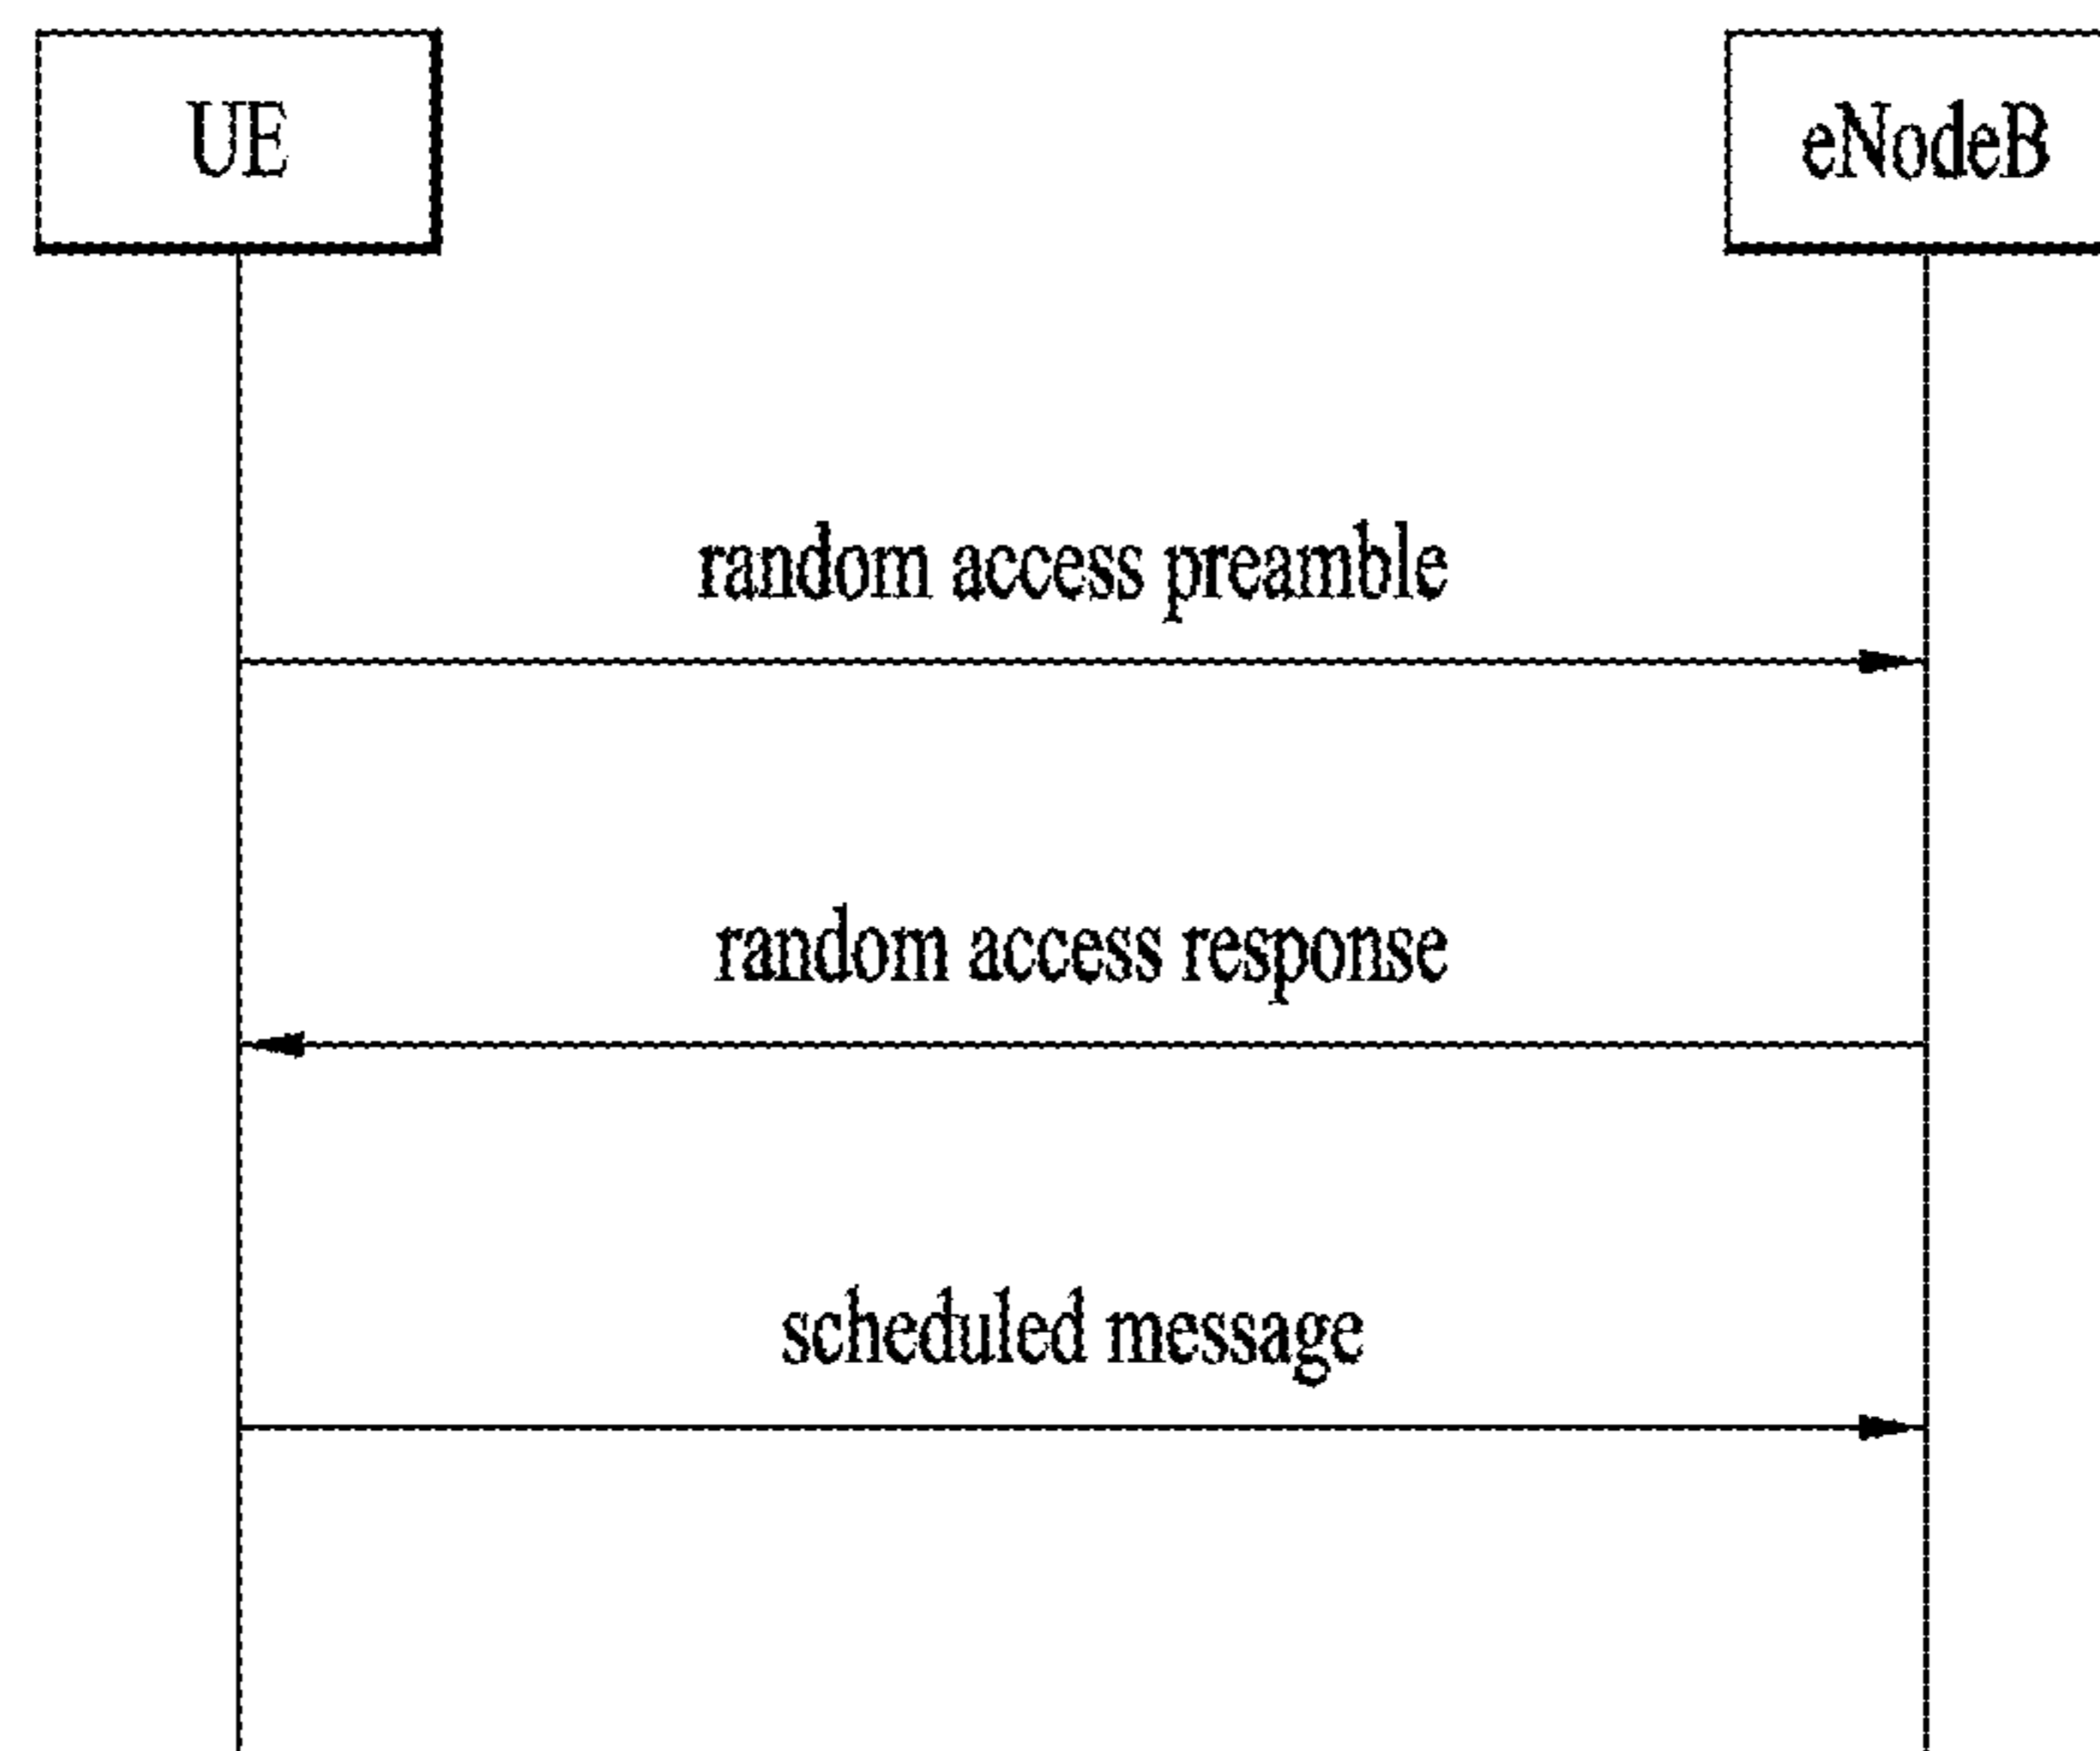 UE
eNodeB
random access preamble
random access response
scheduled message